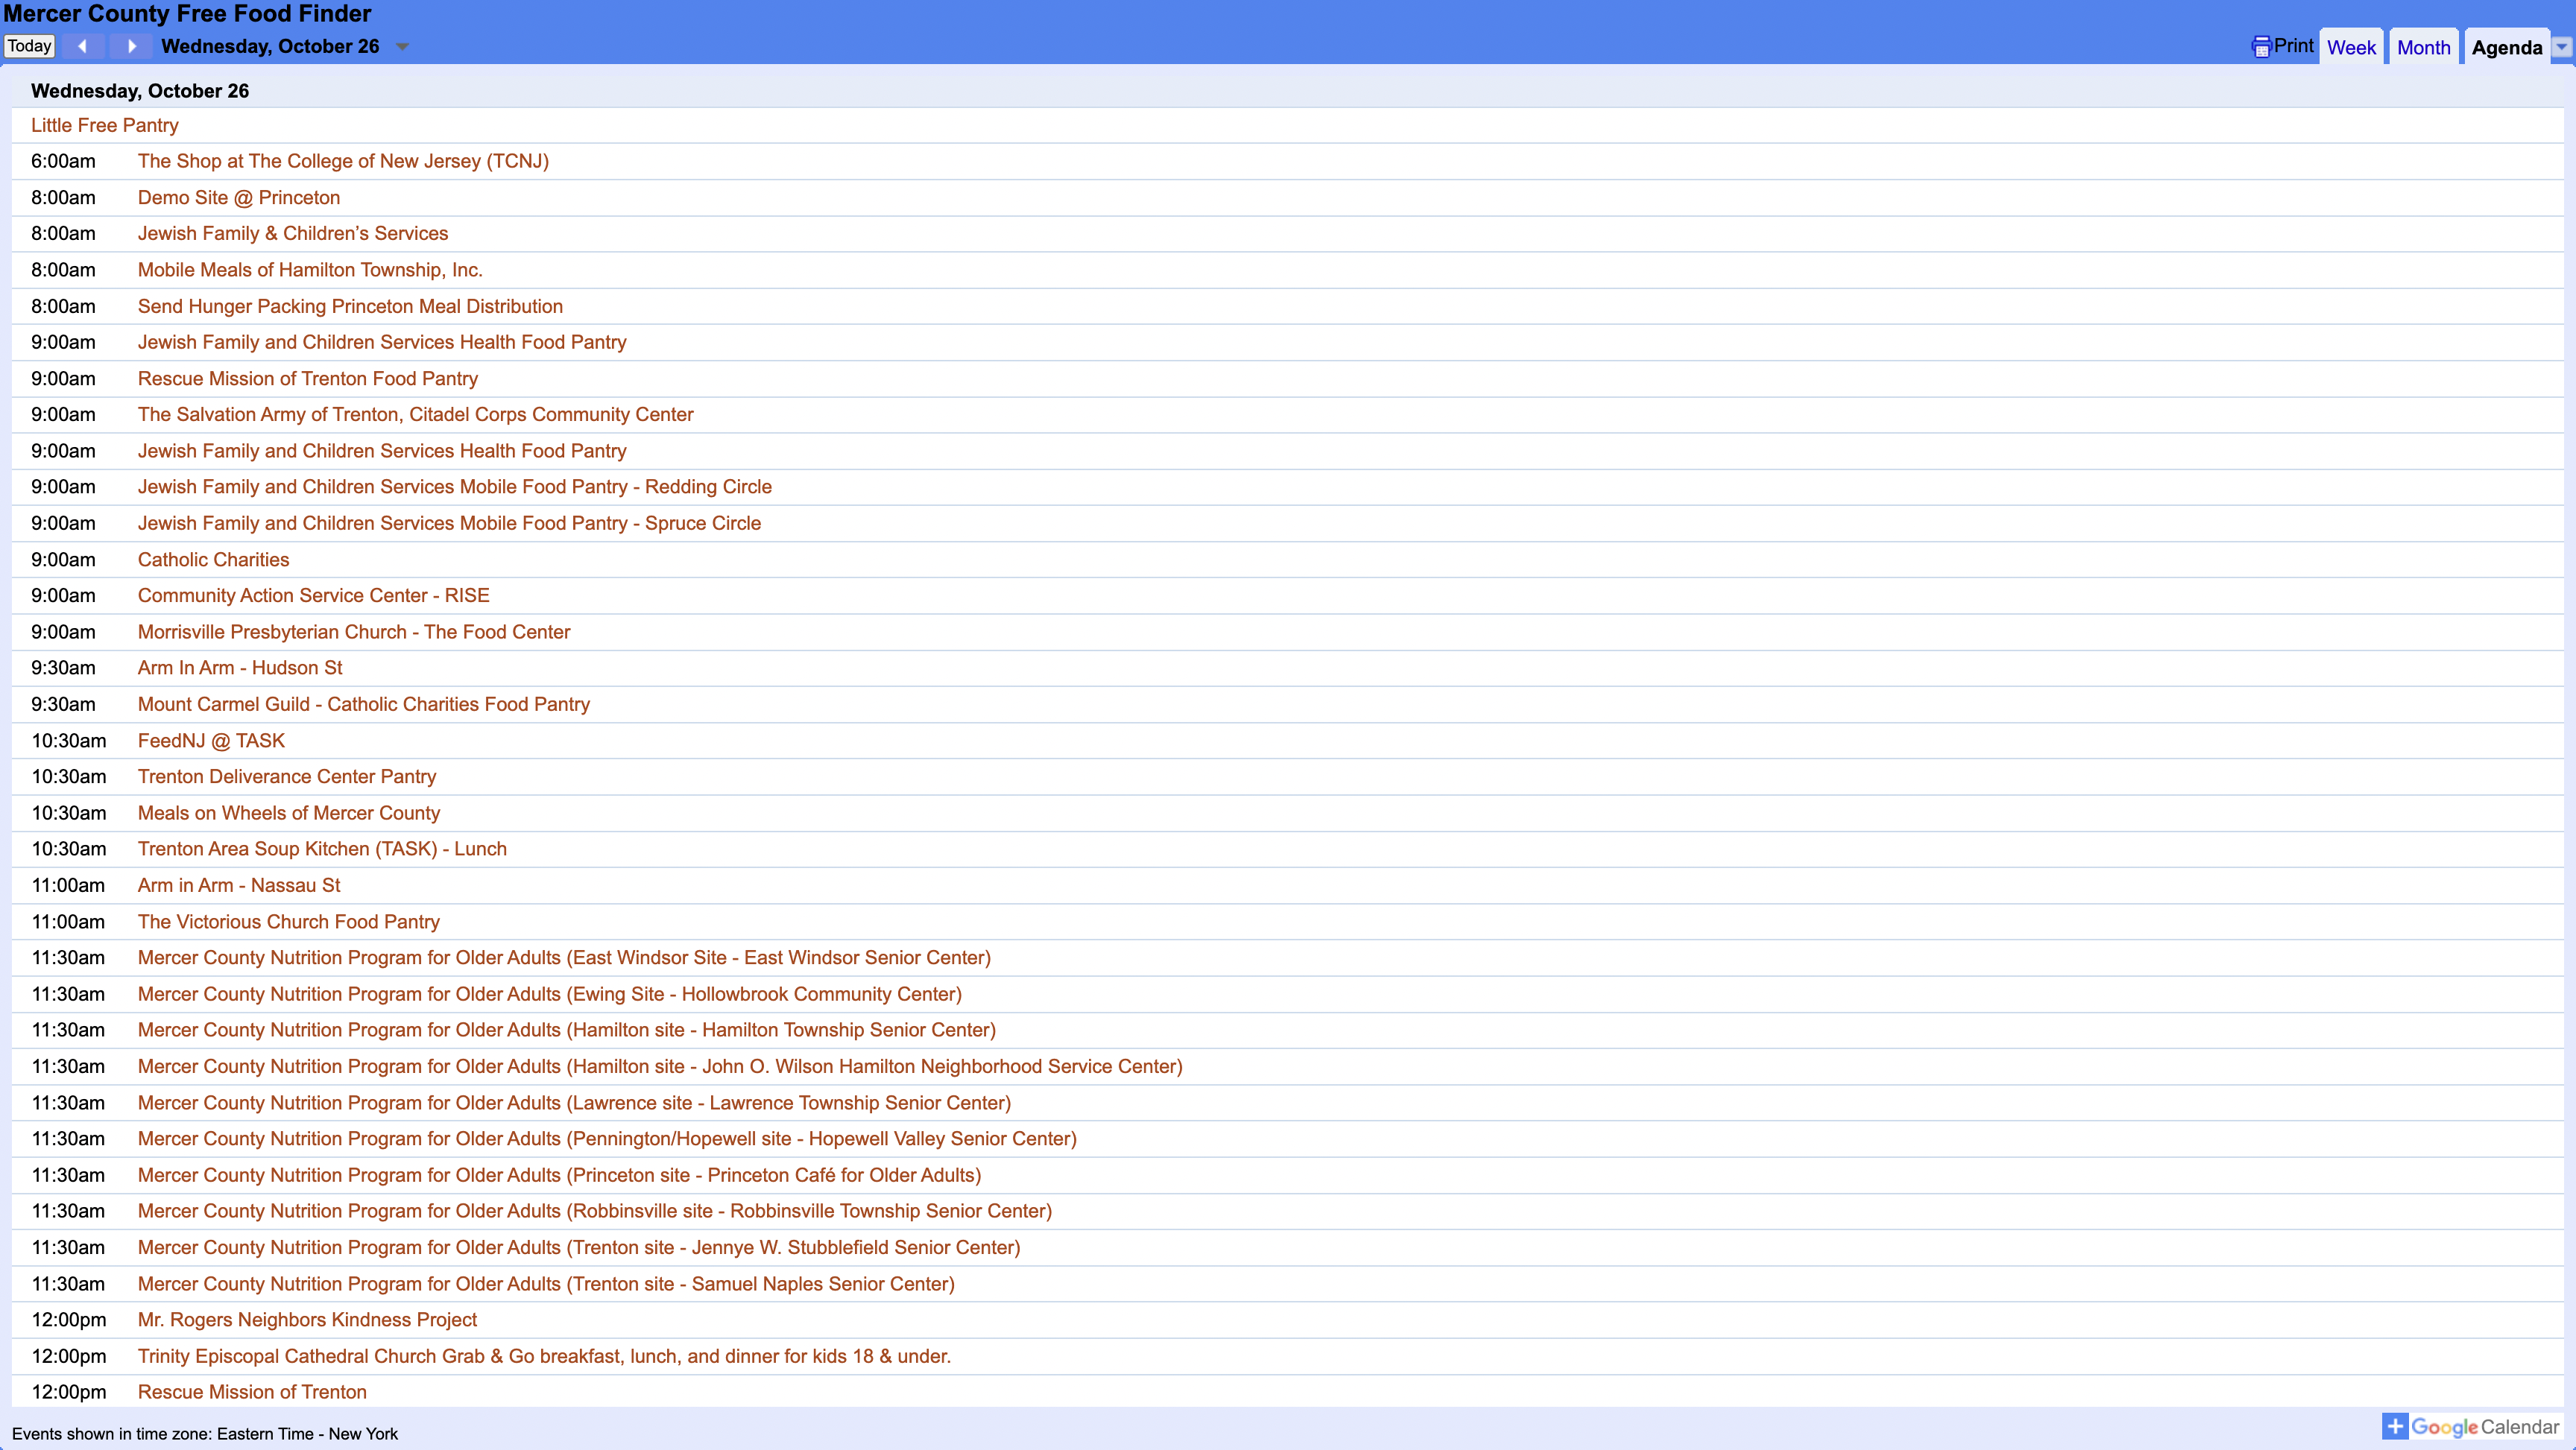 Mercer County Free Food Finder
Today Wednesday, October 26 Print Week Month Agenda
Wednesday, October 26
Little Free Pantry
6:00am The Shop at The College of New Jersey (TCNJ)
8:00am Demo Site @ Princeton
8:00am Jewish Family & Children’s Services
8:00am Mobile Meals of Hamilton Township, Inc.
8:00am Send Hunger Packing Princeton Meal Distribution
9:00am Jewish Family and Children Services Health Food Pantry
9:00am Rescue Mission of Trenton Food Pantry
9:00am The Salvation Army of Trenton, Citadel Corps Community Center
9:00am Jewish Family and Children Services Health Food Pantry
9:00am Jewish Family and Children Services Mobile Food Pantry - Redding Circle
9:00am Jewish Family and Children Services Mobile Food Pantry - Spruce Circle
9:00am Catholic Charities
9:00am Community Action Service Center - RISE
9:00am Morrisville Presbyterian Church - The Food Center
9:30am Arm In Arm - Hudson St
9:30am Mount Carmel Guild - Catholic Charities Food Pantry
10:30am FeedNJ @ TASK
10:30am Trenton Deliverance Center Pantry
10:30am Meals on Wheels of Mercer County
10:30am Trenton Area Soup Kitchen (TASK) - Lunch
11:00am Arm in Arm - Nassau St
11:00am The Victorious Church Food Pantry
11:30am Mercer County Nutrition Program for Older Adults (East Windsor Site - East Windsor Senior Center)
11:30am Mercer County Nutrition Program for Older Adults (Ewing Site - Hollowbrook Community Center)
11:30am Mercer County Nutrition Program for Older Adults (Hamilton site - Hamilton Township Senior Center)
11:30am Mercer County Nutrition Program for Older Adults (Hamilton site - John O. Wilson Hamilton Neighborhood Service Center)
11:30am Mercer County Nutrition Program for Older Adults (Lawrence site - Lawrence Township Senior Center)
11:30am Mercer County Nutrition Program for Older Adults (Pennington/Hopewell site - Hopewell Valley Senior Center)
11:30am Mercer County Nutrition Program for Older Adults (Princeton site - Princeton Café for Older Adults)
11:30am Mercer County Nutrition Program for Older Adults (Robbinsville site - Robbinsville Township Senior Center)
11:30am Mercer County Nutrition Program for Older Adults (Trenton site - Jennye W. Stubblefield Senior Center)
11:30am Mercer County Nutrition Program for Older Adults (Trenton site - Samuel Naples Senior Center)
12:00pm Mr. Rogers Neighbors Kindness Project
12:00pm Trinity Episcopal Cathedral Church Grab & Go breakfast, lunch, and dinner for kids 18 & under.
12:00pm Rescue Mission of Trenton
Events shown in time zone: Eastern Time - New York
+ Google Calendar